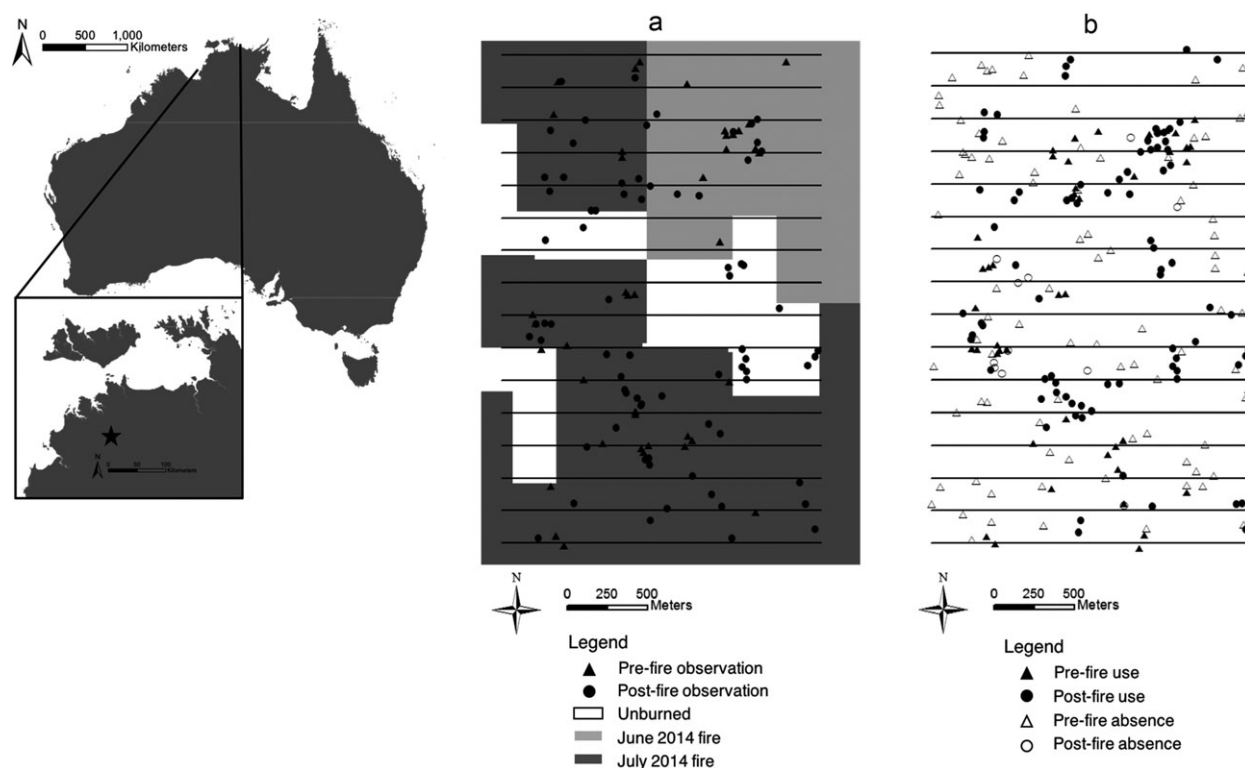 N
0 500 1,000
Kilometers
N
0 50 100
Kilometers
a
N
0 250 500
Meters
Legend
Pre-fire observation
Post-fire observation
Unburned
June 2014 fire
July 2014 fire
b
N
0 250 500
Meters
Legend
Pre-fire use
Post-fire use
Pre-fire absence
Post-fire absence